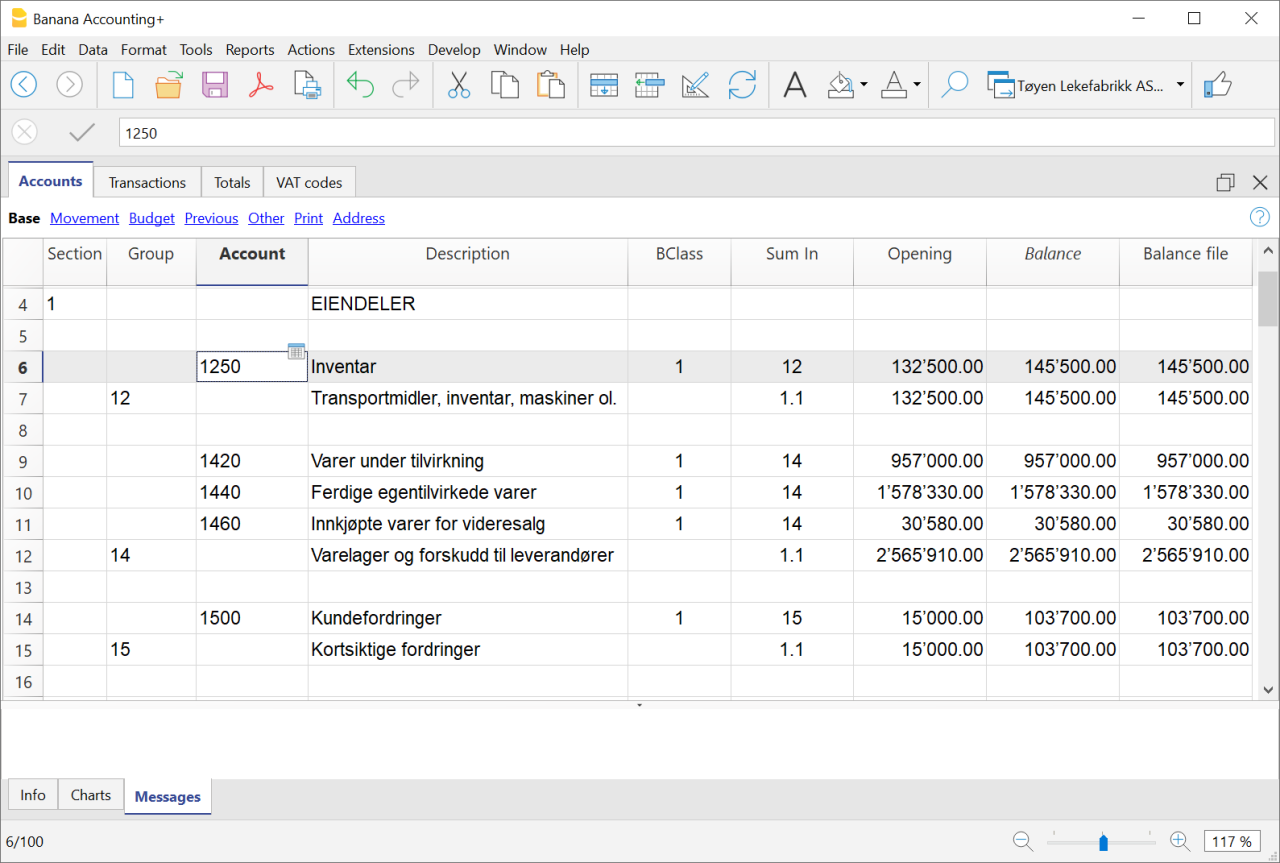 Banana Accounting+
File Edit Data Format Tools Reports Actions Extensions Develop Window Help
Tøyen Lekefabrikk AS...
1250
Accounts Transactions Totals VAT codes
Base Movement Budget Previous Other Print Address
Section Group Account Description BClass Sum In Opening Balance Balance file
4 1 EIENDELER
5
6 1250 Inventar 1 12 132’500.00 145’500.00 145’500.00
7 12 Transportmidler, inventar, maskiner ol. 1.1 132’500.00 145’500.00 145’500.00
8
9 1420 Varer under tilvirkning 1 14 957’000.00 957’000.00 957’000.00
10 1440 Ferdige egentilvirkede varer 1 14 1’578’330.00 1’578’330.00 1’578’330.00
11 1460 Innkjøpte varer for videresalg 1 14 30’580.00 30’580.00 30’580.00
12 14 Varelager og forskudd til leverandører 1.1 2’565’910.00 2’565’910.00 2’565’910.00
13
14 1500 Kundefordringer 1 15 15’000.00 103’700.00 103’700.00
15 15 Kortsiktige fordringer 1.1 15’000.00 103’700.00 103’700.00
16
Info Charts Messages
6/100 117 %